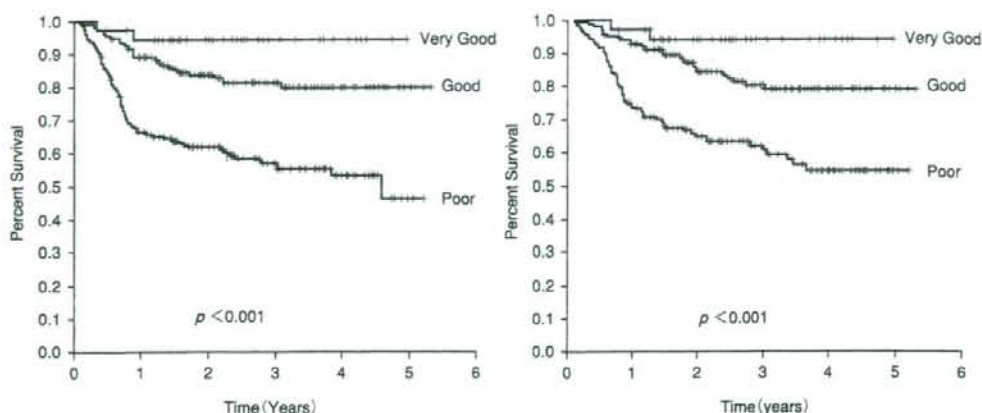 Percent Survival
1.0
0.9
0.8
0.7
0.6
0.5
0.4
0.3
0.2
0.1
0.0
Very Good
Good
Poor
p <0.001
0 1 2 3 4 5 6
Time(Years)
Percent Survival
1.0
0.9
0.8
0.7
0.6
0.5
0.4
0.3
0.2
0.1
0.0
Very Good
Good
Poor
p <0.001
0 1 2 3 4 5 6
Time(years)